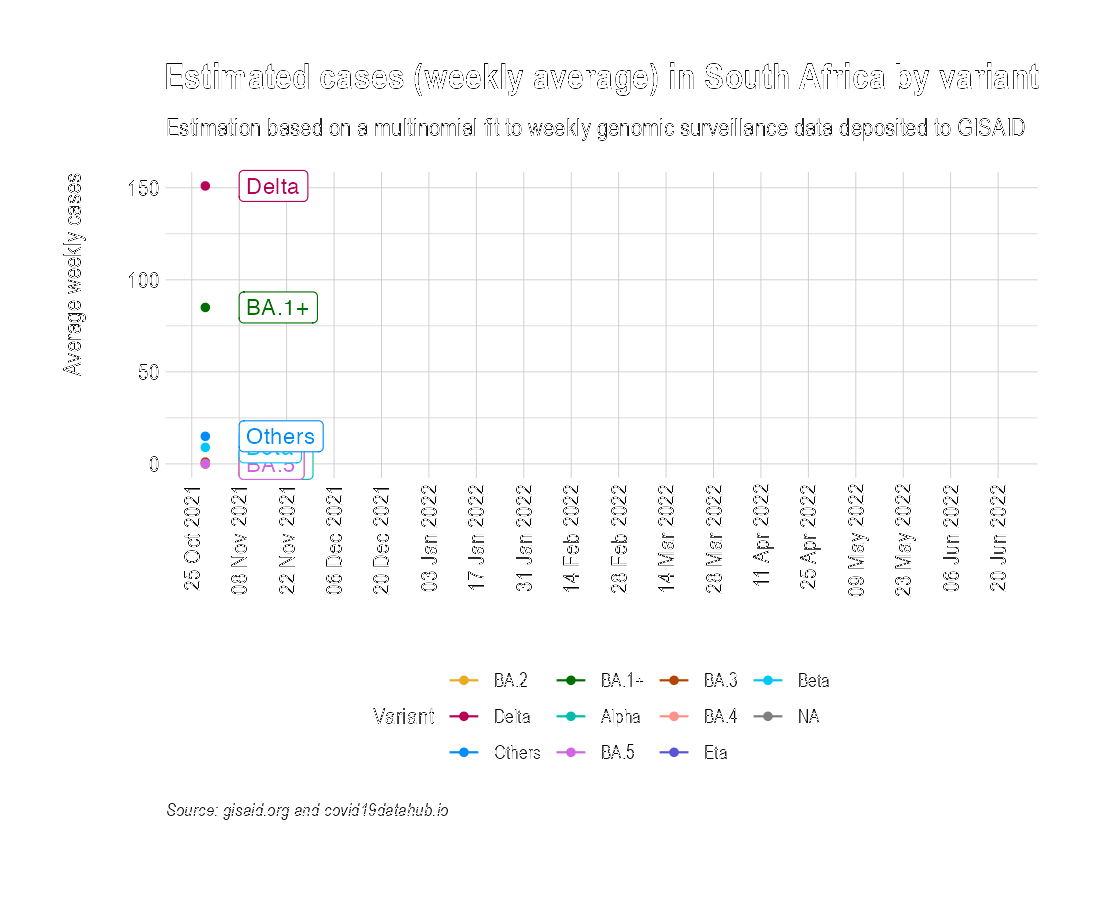 Estimated cases (weekly average) in South Africa by variant
Estimation based on a multinomial fit to weekly genomic surveillance data deposited to GISAID
Average weekly cases
150
100
50
0
Delta
BA.1+
Others
Beta
BA.5
25 Oct 2021
08 Nov 2021
22 Nov 2021
06 Dec 2021
20 Dec 2021
03 Jan 2022
17 Jan 2022
31 Jan 2022
14 Feb 2022
28 Feb 2022
14 Mar 2022
28 Mar 2022
11 Apr 2022
25 Apr 2022
09 May 2022
23 May 2022
06 Jun 2022
20 Jun 2022
Variant
BA.2 BA.1+ BA.3 Beta
Delta Alpha BA.4 NA
Others BA.5 Eta
Source: gisaid.org and covid19datahub.io